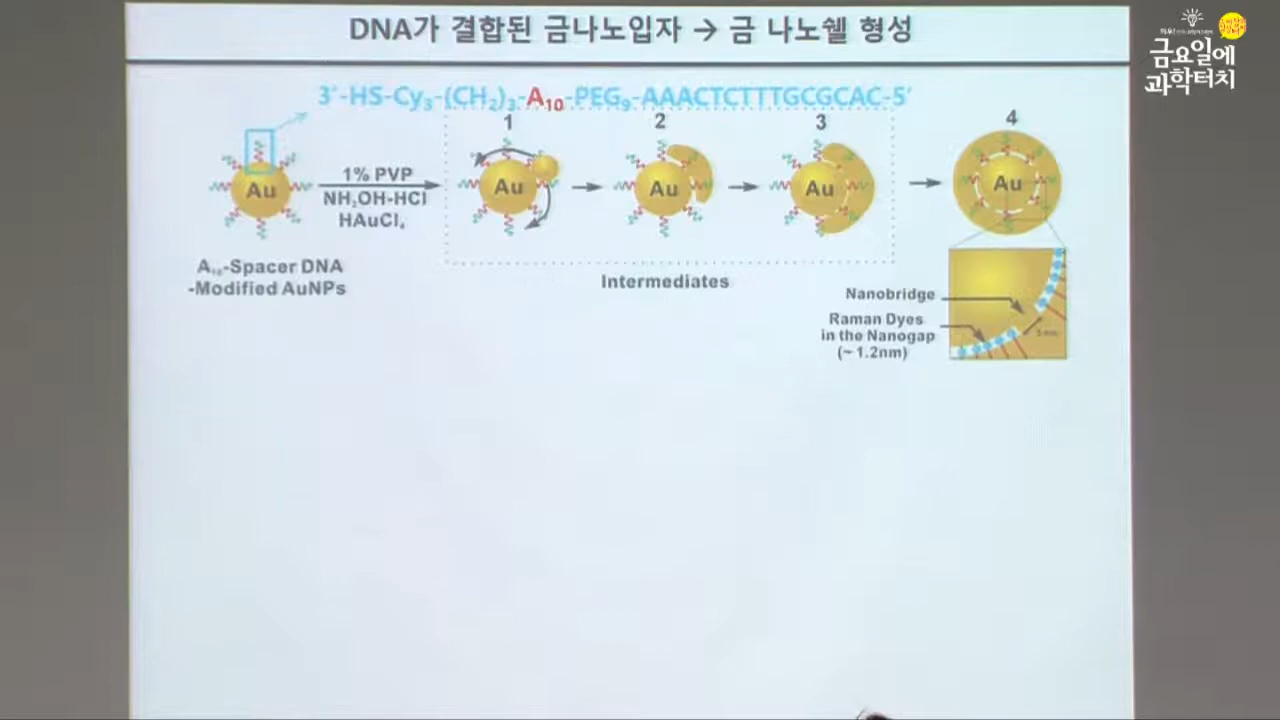 DNA가 결합된 금나노입자 → 금 나노쉘 형성
금요일에
과학터치
3′-HS-Cy₃-(CH₂)₃-A₁₀-PEG₉-AAACTCTTTGCGCAC-5′
1
2
3
4
Au
1% PVP
NH₂OH-HCl
HAuCl₄
Au
Au
Au
Au
A₁₀-Spacer DNA
-Modified AuNPs
Intermediates
Nanobridge
Raman Dyes
in the Nanogap
(~ 1.2nm)